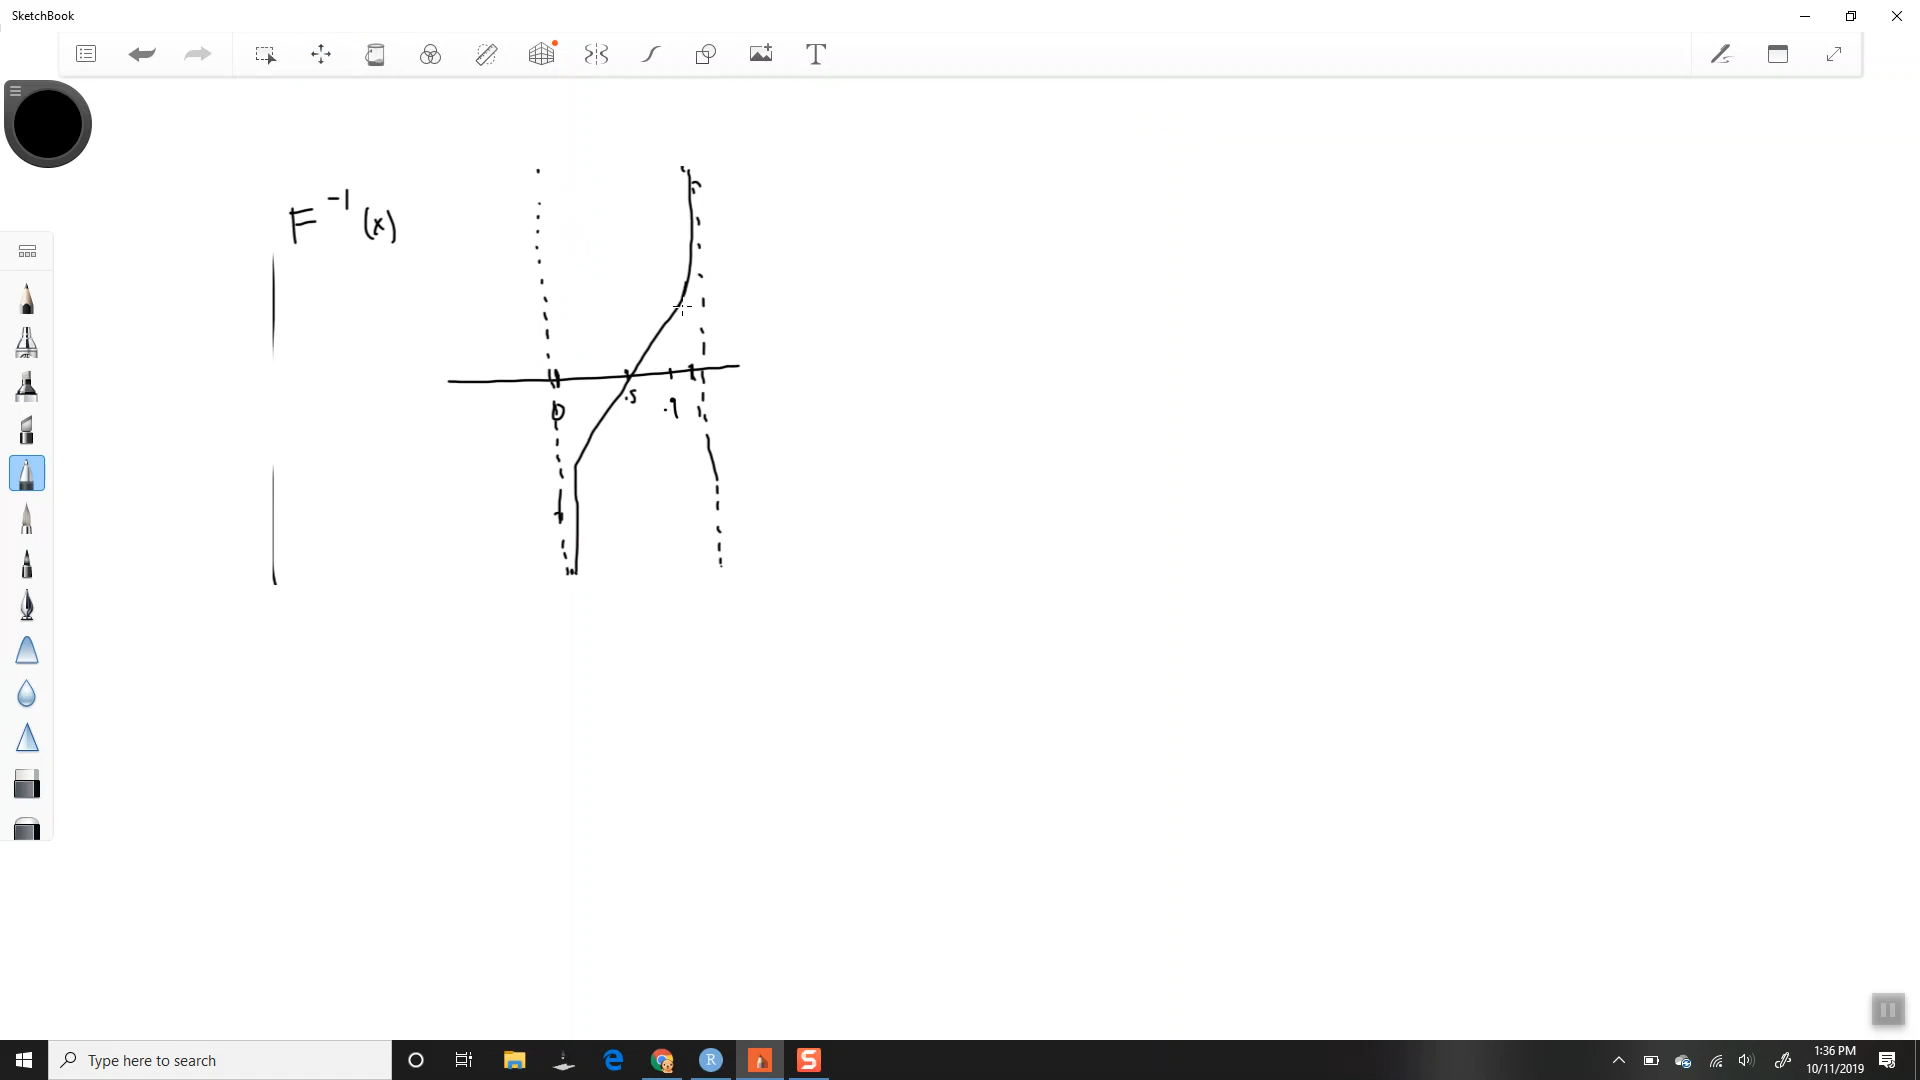 SketchBook
T
F⁻¹(x)
0 .5 .9
Type here to search
1:36 PM
10/11/2019